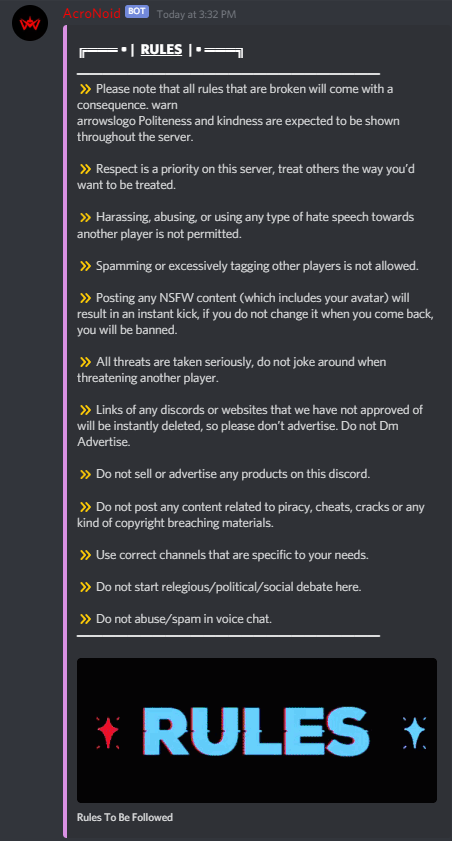 AcroNoid BOT Today at 3:32 PM
╔═══ • | RULES | • ═══╗
Please note that all rules that are broken will come with a
consequence. warn
arrowslogo Politeness and kindness are expected to be shown
throughout the server.
Respect is a priority on this server, treat others the way you'd
want to be treated.
Harassing, abusing, or using any type of hate speech towards
another player is not permitted.
Spamming or excessively tagging other players is not allowed.
Posting any NSFW content (which includes your avatar) will
result in an instant kick, if you do not change it when you come back,
you will be banned.
All threats are taken seriously, do not joke around when
threatening another player.
Links of any discords or websites that we have not approved of
will be instantly deleted, so please don't advertise. Do not Dm
Advertise.
Do not sell or advertise any products on this discord.
Do not post any content related to piracy, cheats, cracks or any
kind of copyright breaching materials.
Use correct channels that are specific to your needs.
Do not start relegious/political/social debate here.
Do not abuse/spam in voice chat.
RULES
Rules To Be Followed